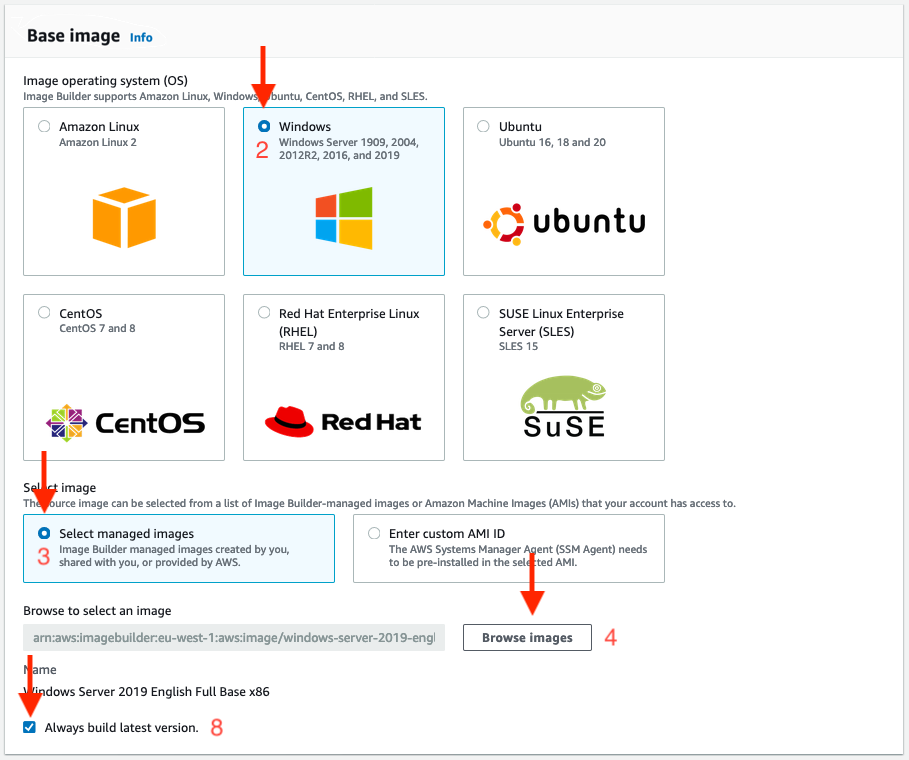 Base image Info
Image operating system (OS)
Image Builder supports Amazon Linux, Windows, Ubuntu, CentOS, RHEL, and SLES.
Amazon Linux
Amazon Linux 2
Windows
2
Windows Server 1909, 2004,
2012R2, 2016, and 2019
Ubuntu
Ubuntu 16, 18 and 20
ubuntu
CentOS
CentOS 7 and 8
CentOS
Red Hat Enterprise Linux
(RHEL)
RHEL 7 and 8
Red Hat
SUSE Linux Enterprise
Server (SLES)
SLES 15
SuSE
Select image
The source image can be selected from a list of Image Builder-managed images or Amazon Machine Images (AMIs) that your account has access to.
Select managed images
3
Image Builder managed images created by you,
shared with you, or provided by AWS.
Enter custom AMI ID
The AWS Systems Manager Agent (SSM Agent) needs
to be pre-installed in the selected AMI.
Browse to select an image
arn:aws:imagebuilder:eu-west-1:aws:image/windows-server-2019-engl
Browse images 4
Name
Windows Server 2019 English Full Base x86
Always build latest version. 8